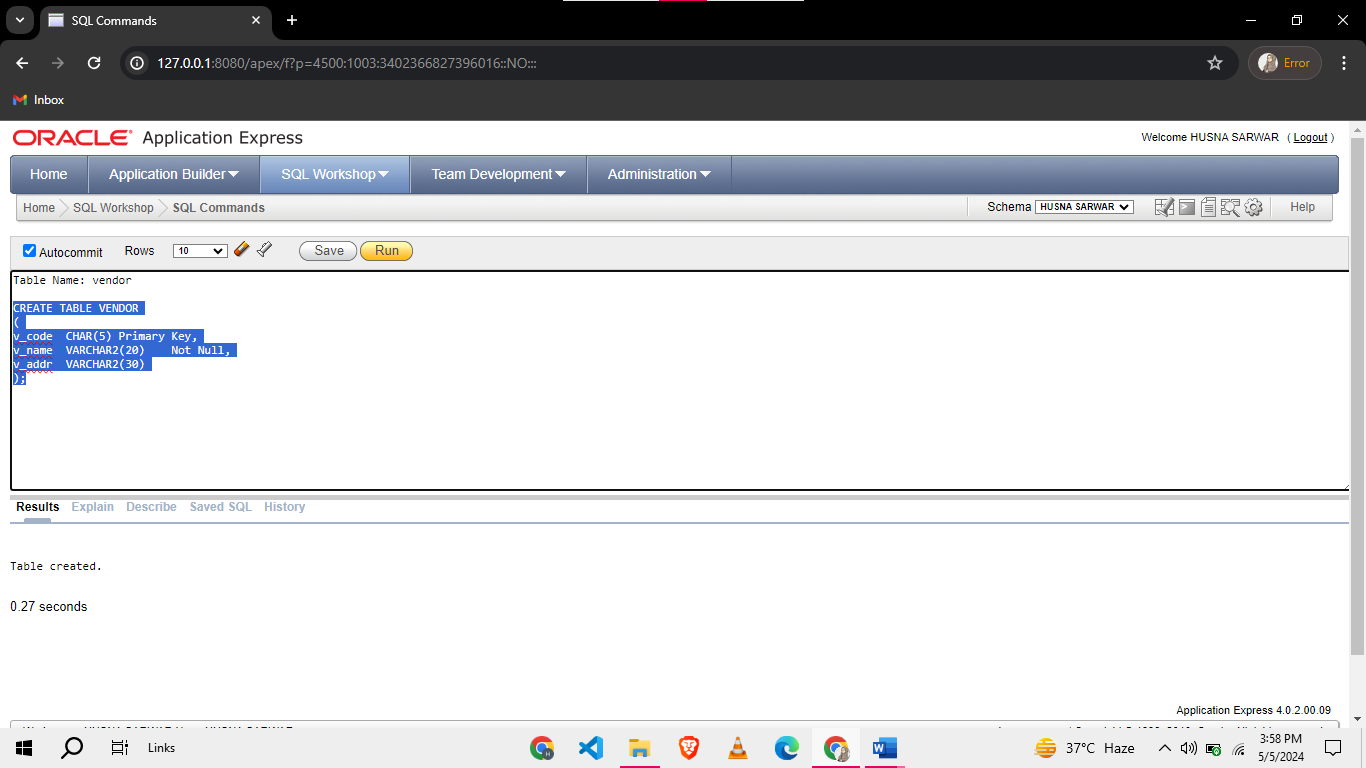 SQL Commands
127.0.0.1:8080/apex/f?p=4500:1003:3402366827396016::NO:::
Error
Inbox
ORACLE Application Express
Welcome HUSNA SARWAR ( Logout )
Home Application Builder SQL Workshop Team Development Administration
Home SQL Workshop SQL Commands
Schema HUSNA SARWAR Help
Autocommit Rows 10 Save Run
Table Name: vendor
CREATE TABLE VENDOR
(
v_code CHAR(5) Primary Key,
v_name VARCHAR2(20) Not Null,
v_addr VARCHAR2(30)
);
Results Explain Describe Saved SQL History
Table created.
0.27 seconds
Application Express 4.0.2.00.09
Links
37°C Haze
3:58 PM
5/5/2024